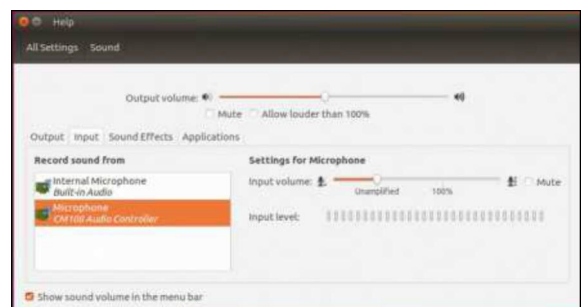 Help
All Settings Sound
Output volume:
Mute Allow louder than 100%
Output Input Sound Effects Applications
Record sound from
Internal Microphone
Built-in Audio
Microphone
CM108 Audio Controller
Settings for Microphone
Input volume: Mute
Unamplified 100%
Input level:
Show sound volume in the menu bar